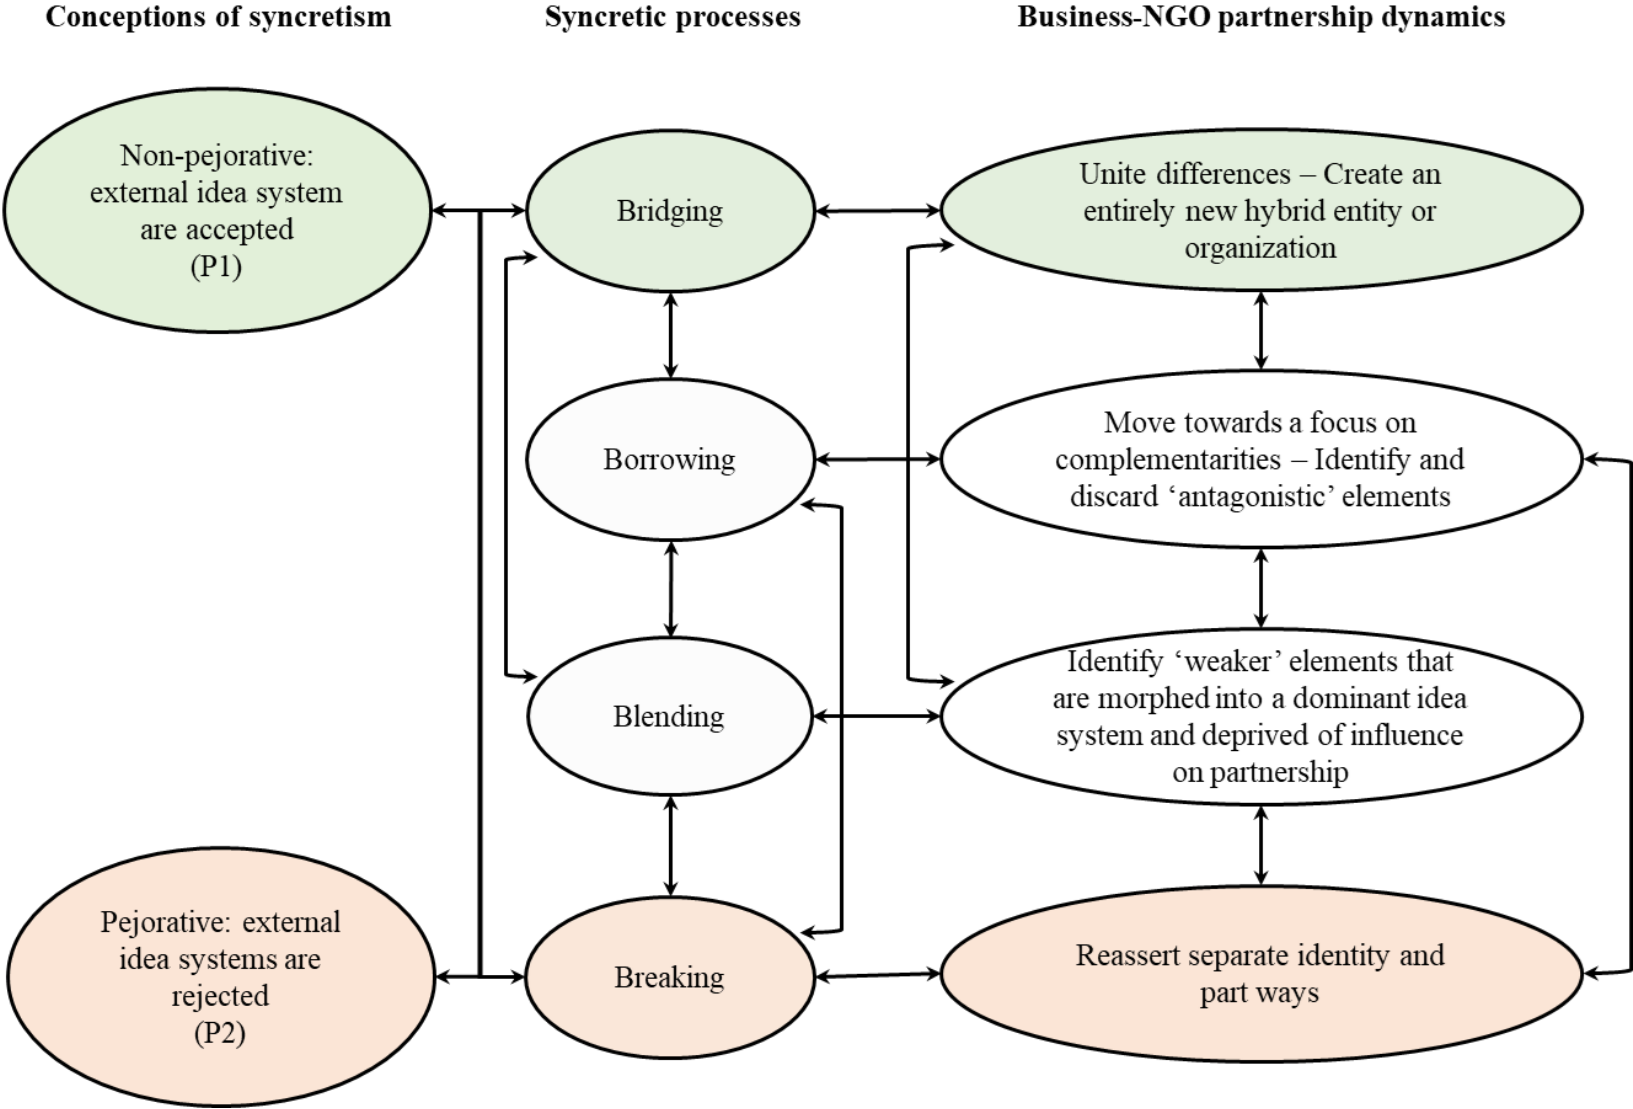 Conceptions of syncretism
Syncretic processes
Business-NGO partnership dynamics
Non-pejorative:
external idea system
are accepted
(P1)
Bridging
Unite differences – Create an
entirely new hybrid entity or
organization
Borrowing
Move towards a focus on
complementarities – Identify and
discard ‘antagonistic’ elements
Blending
Identify ‘weaker’ elements that
are morphed into a dominant idea
system and deprived of influence
on partnership
Pejorative: external
idea systems are
rejected
(P2)
Breaking
Reassert separate identity and
part ways